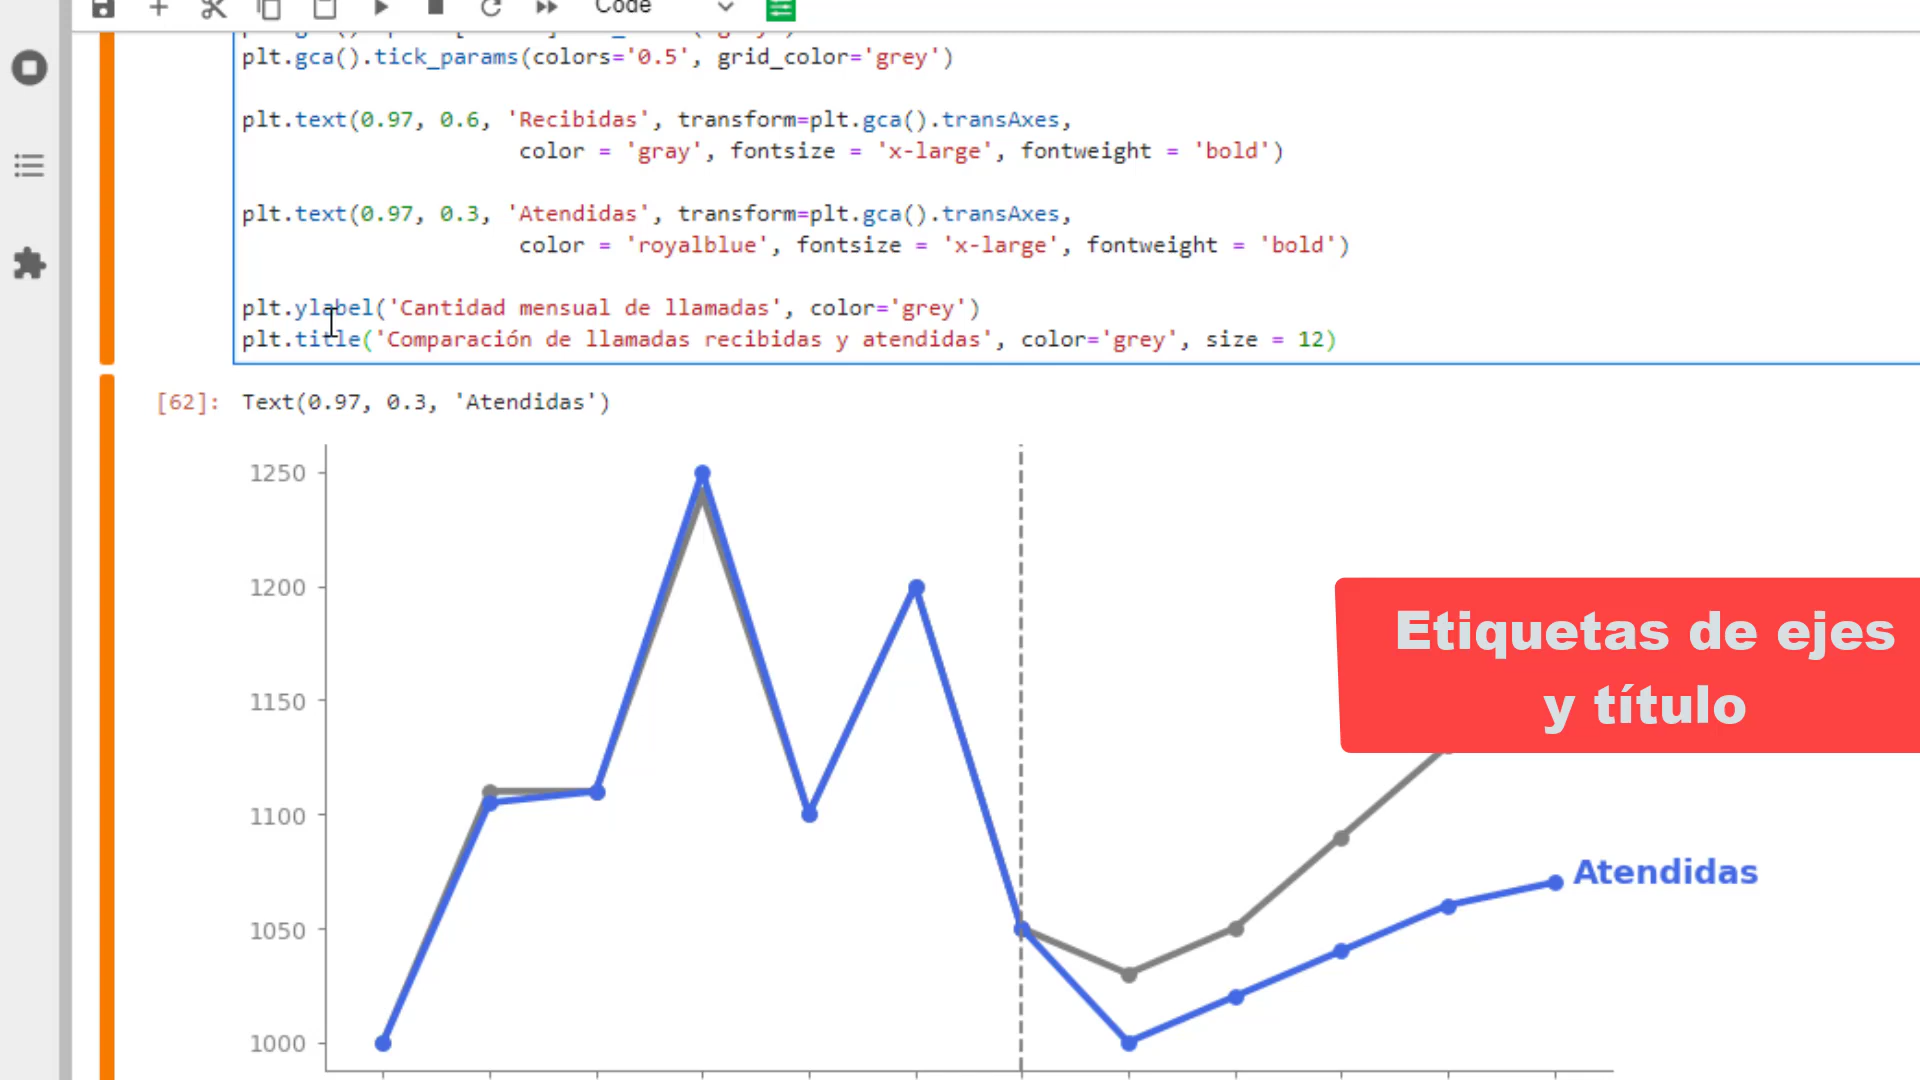 Code
plt.gca().tick_params(colors='0.5', grid_color='grey')
plt.text(0.97, 0.6, 'Recibidas', transform=plt.gca().transAxes,
color = 'gray', fontsize = 'x-large', fontweight = 'bold')
plt.text(0.97, 0.3, 'Atendidas', transform=plt.gca().transAxes,
color = 'royalblue', fontsize = 'x-large', fontweight = 'bold')
plt.ylabel('Cantidad mensual de llamadas', color='grey')
plt.title('Comparación de llamadas recibidas y atendidas', color='grey', size = 12)
[62]: Text(0.97, 0.3, 'Atendidas')
1250
1200
1150
1100
1050
1000
Etiquetas de ejes
y título
Atendidas